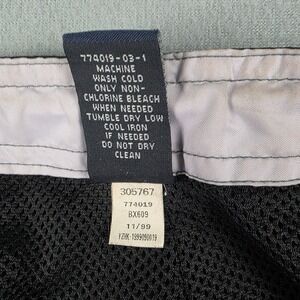 774019-03-1
MACHINE
WASH COLD
ONLY NON-
CHLORINE BLEACH
WHEN NEEDED
TUMBLE DRY LOW
COOL IRON
IF NEEDED
DO NOT DRY
CLEAN
305767
774019
BX609
11/99